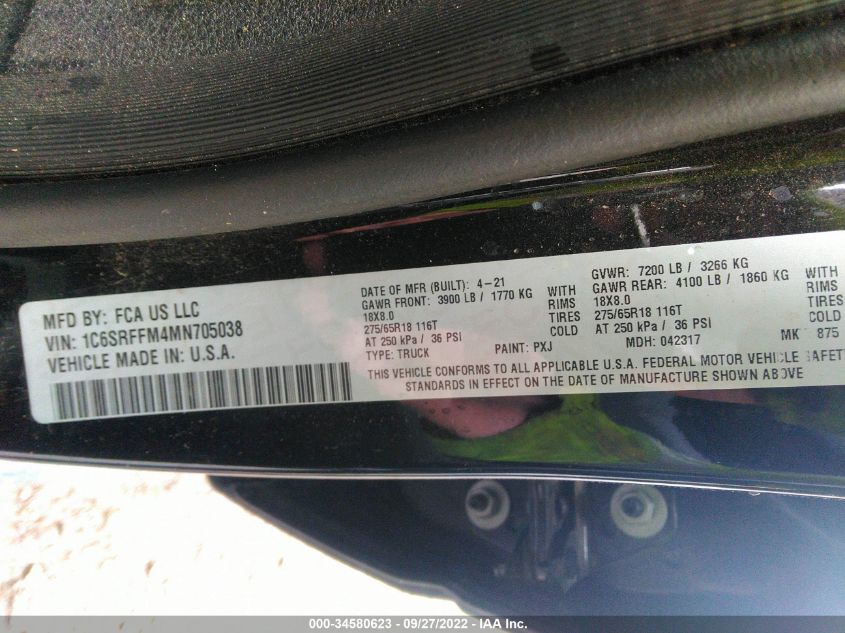 MFD BY: FCA US LLC
VIN: 1C6SRFFM4MN705038
VEHICLE MADE IN: U.S.A.
DATE OF MFR (BUILT): 4-21
GAWR FRONT: 3900 LB / 1770 KG WITH
18X8.0 RIMS
275/65R18 116T TIRES
AT 250 kPa / 36 PSI COLD
TYPE: TRUCK PAINT: PXJ
GVWR: 7200 LB / 3266 KG
GAWR REAR: 4100 LB / 1860 KG WITH
18X8.0 RIMS
275/65R18 116T TIRES
AT 250 kPa / 36 PSI COLD
MDH: 042317 MK 875
THIS VEHICLE CONFORMS TO ALL APPLICABLE U.S.A. FEDERAL MOTOR VEHICLE SAFETY
STANDARDS IN EFFECT ON THE DATE OF MANUFACTURE SHOWN ABOVE
000-34580623 - 09/27/2022 - IAA Inc.